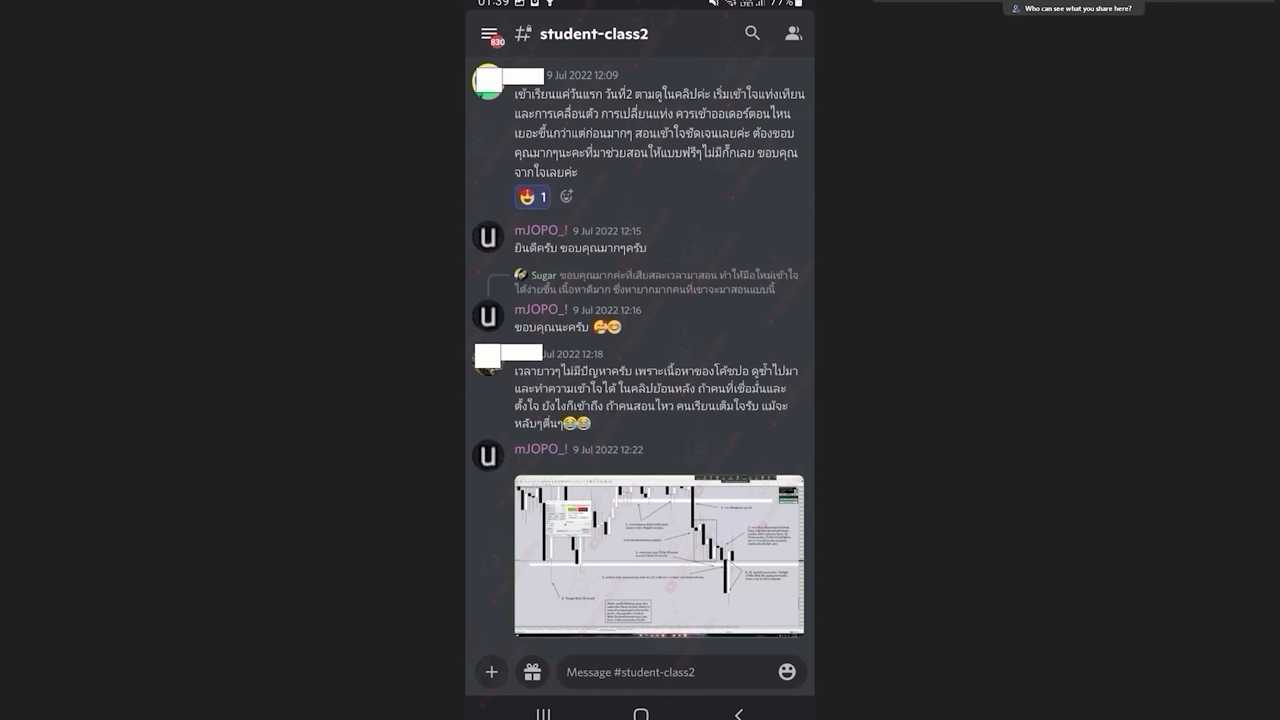 01:39
77%
Who can see what you share here?
830
student-class2
9 Jul 2022 12:09
เข้าเรียนแค่วันแรก วันที่2 ตามดูในคลิปค่ะ เริ่มเข้าใจแท่งเทียน
และการเคลื่อนตัว การเปลี่ยนแท่ง ควรเข้าออเดอร์ตอนไหน
เยอะขึ้นกว่าแต่ก่อนมากๆ สอนเข้าใจชัดเจนเลยค่ะ ต้องขอบ
คุณมากๆนะคะที่มาช่วยสอนให้แบบฟรีๆไม่มีกั๊กเลย ขอบคุณ
จากใจเลยค่ะ
1
mJOPO_! 9 Jul 2022 12:15
ยินดีครับ ขอบคุณมากๆครับ
Sugar ขอบคุณมากค่ะที่เสียสละเวลามาสอน ทำให้มือใหม่เข้าใจ
ได้ง่ายขึ้น เนื้อหาดีมาก ซึ่งหายากมากคนที่เขาจะมาสอนแบบนี้
mJOPO_! 9 Jul 2022 12:16
ขอบคุณนะครับ
Jul 2022 12:18
เวลายาวๆไม่มีปัญหาครับ เพราะเนื้อหาของโค้ชปอ ดูซ้ำไปมา
และทำความเข้าใจได้ ในคลิปย้อนหลัง ถ้าคนที่เชื่อมั่นและ
ตั้งใจ ยังไงก็เข้าถึง ถ้าคนสอนไหว คนเรียนเต็มใจรับ แม้จะ
หลับๆตื่นๆ
mJOPO_! 9 Jul 2022 12:22
Message #student-class2